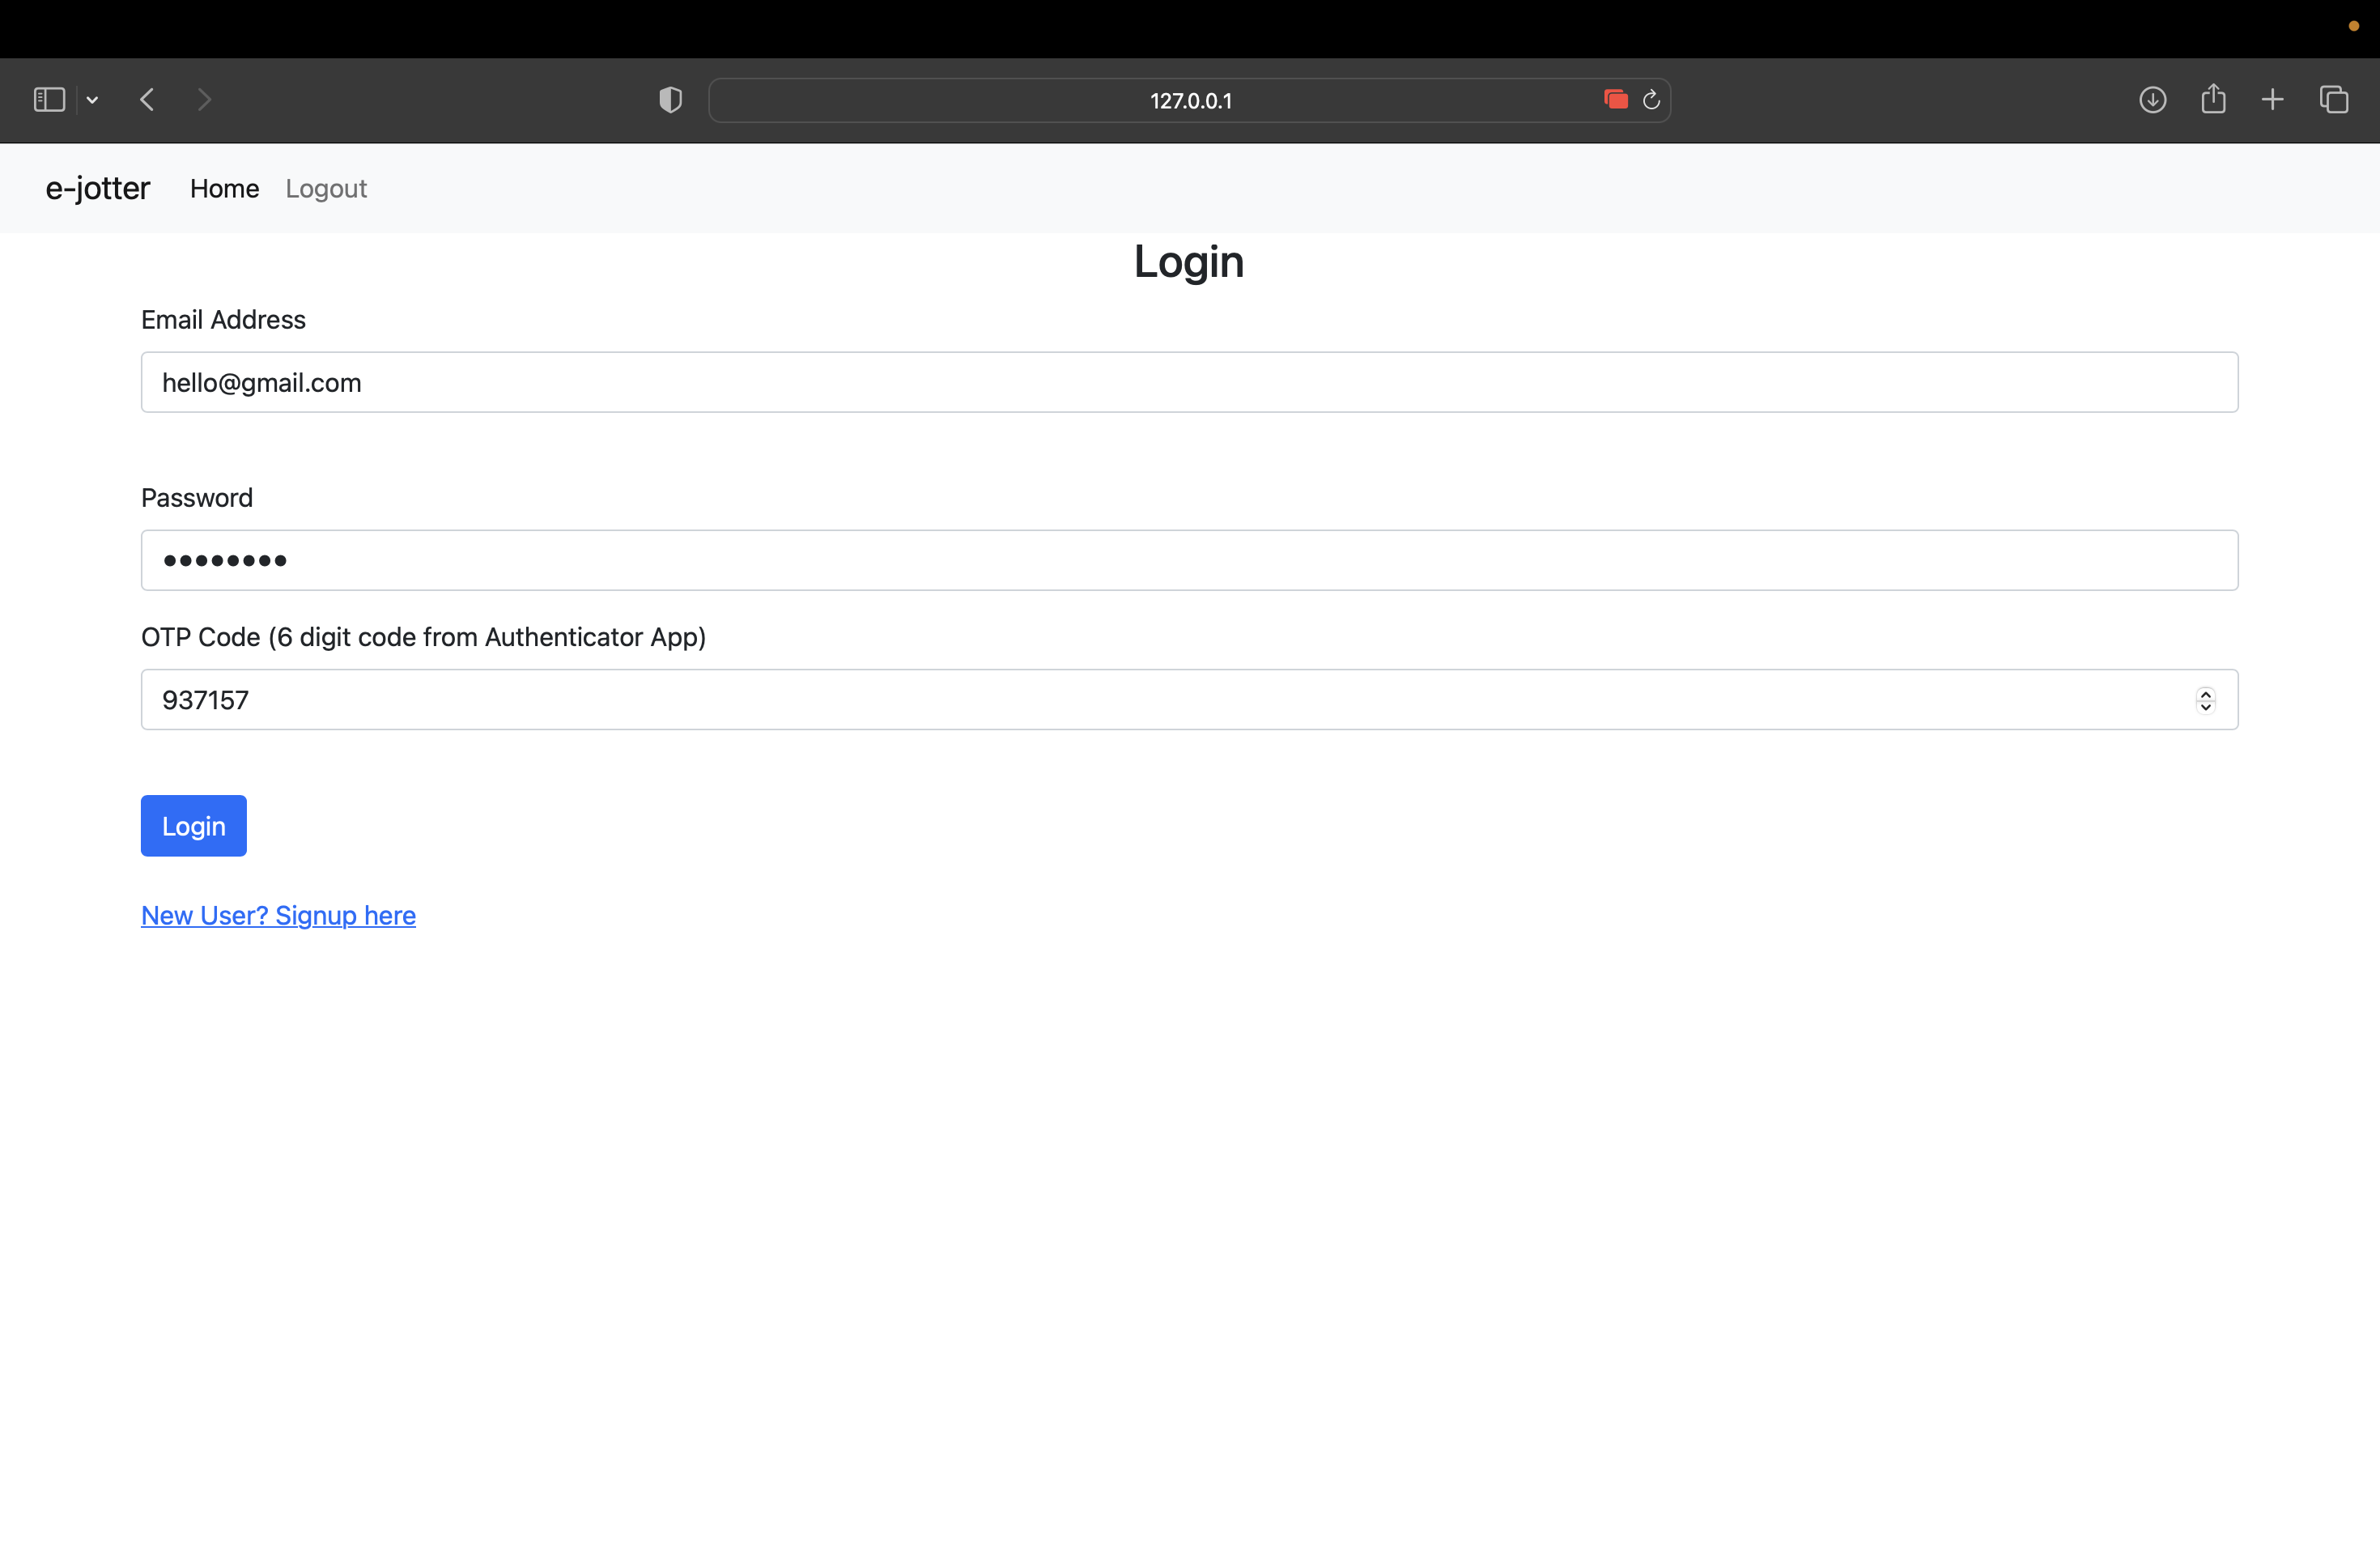 127.0.0.1
e-jotter Home Logout
Login
Email Address
hello@gmail.com
Password
••••••••
OTP Code (6 digit code from Authenticator App)
937157
Login
New User? Signup here